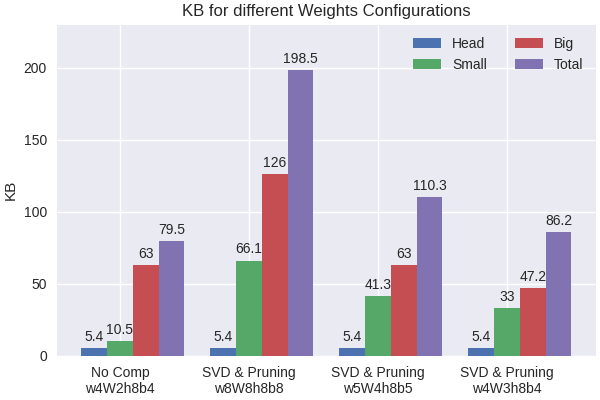 KB for different Weights Configurations
Head
Small
Big
Total
KB
200
150
100
50
0
5.4
10.5
63
79.5
5.4
66.1
126
198.5
5.4
41.3
63
110.3
5.4
33
47.2
86.2
No Comp
w4W2h8b4
SVD & Pruning
w8W8h8b8
SVD & Pruning
w5W4h8b5
SVD & Pruning
w4W3h8b4